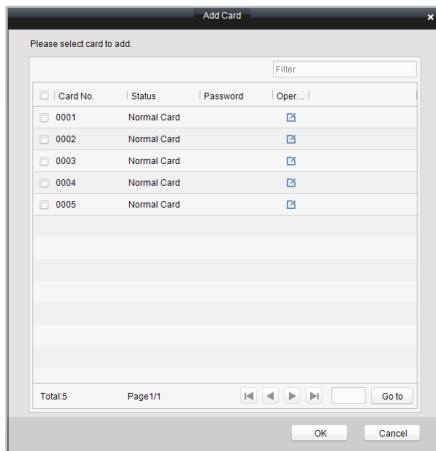 Add Card
Please select card to add.
Filter
Card No. Status Password Oper...
0001 Normal Card
0002 Normal Card
0003 Normal Card
0004 Normal Card
0005 Normal Card
Total:5 Page1/1 Go to
OK Cancel